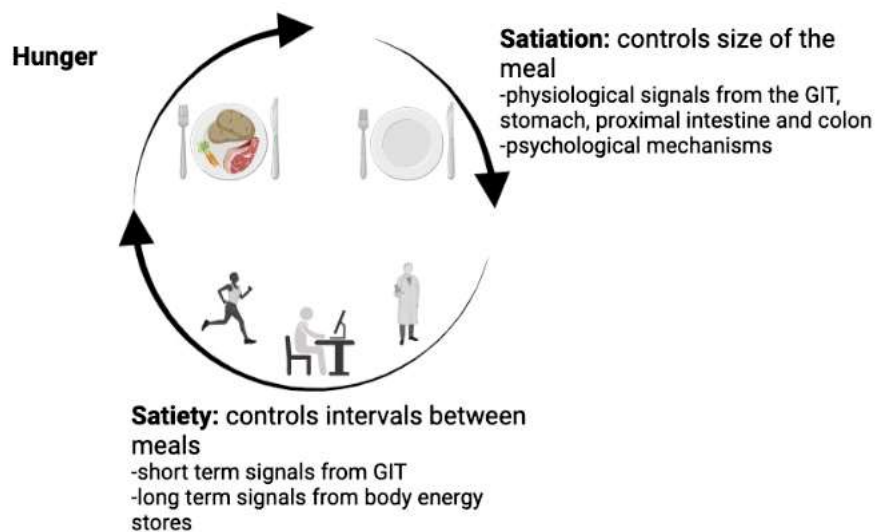 Hunger
Satiation: controls size of the
meal
-physiological signals from the GIT,
stomach, proximal intestine and colon
-psychological mechanisms
Satiety: controls intervals between
meals
-short term signals from GIT
-long term signals from body energy
stores